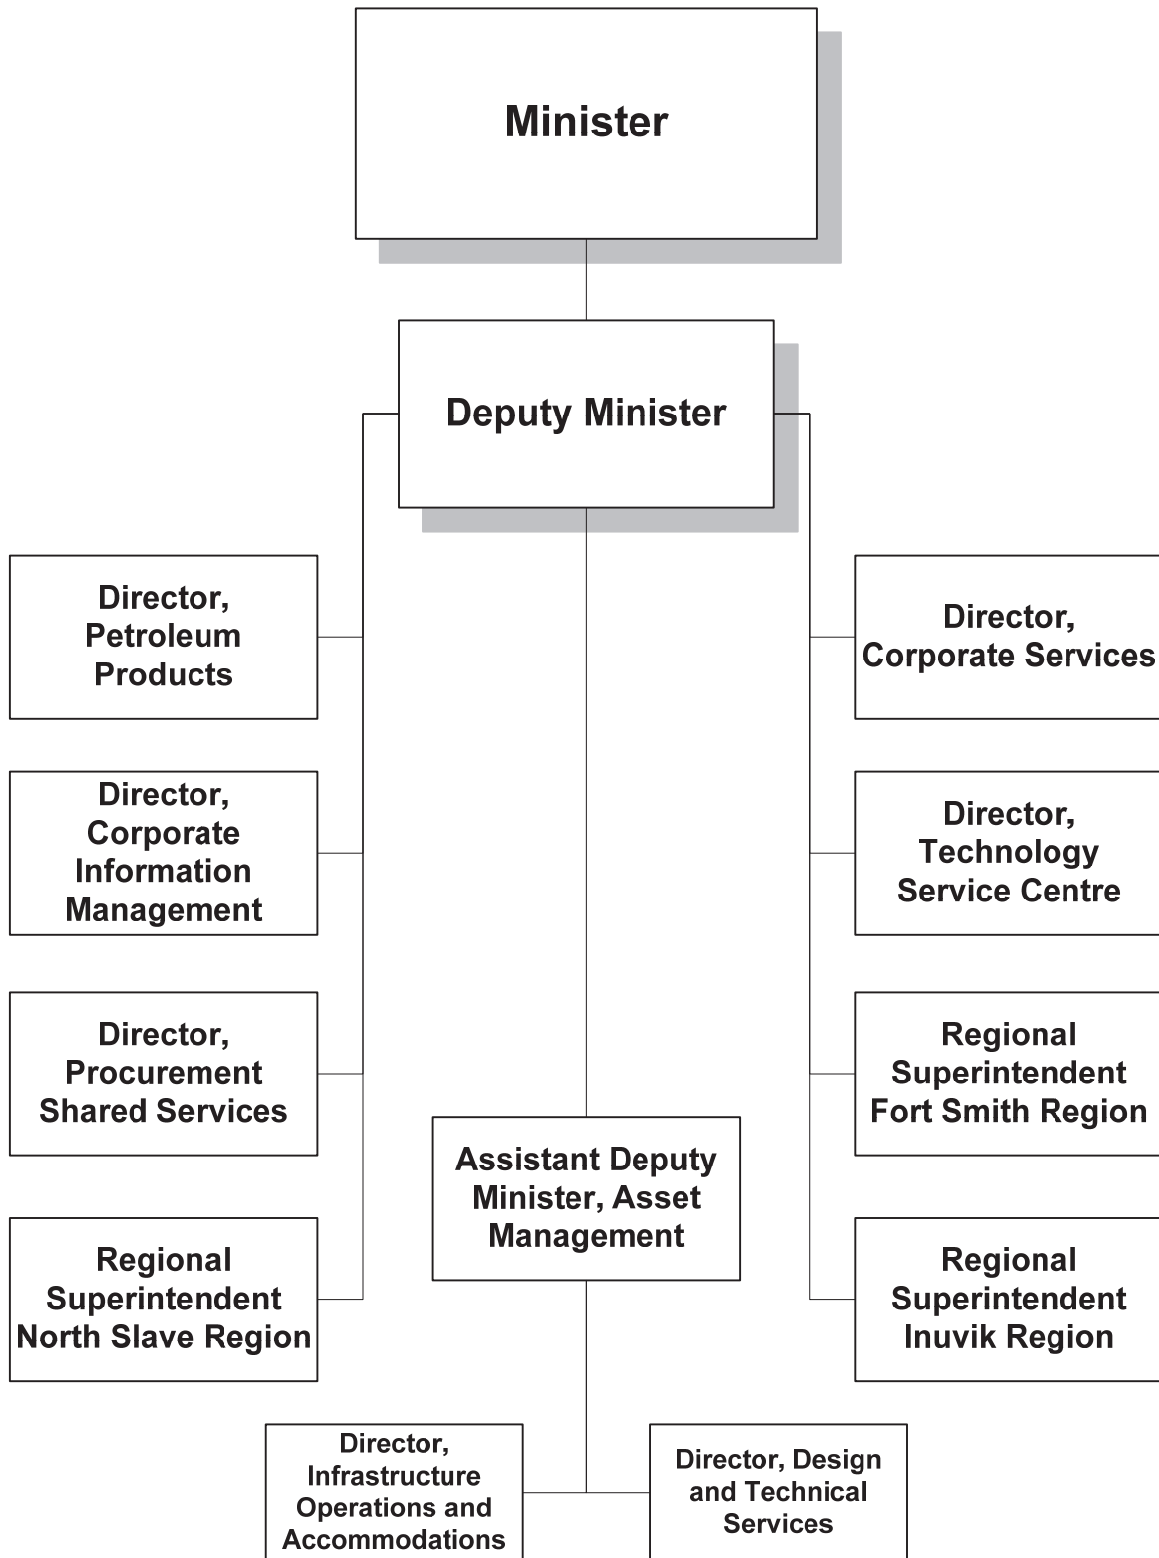 Minister
Deputy Minister
Director,
Petroleum
Products
Director,
Corporate Services
Director,
Corporate
Information
Management
Director,
Technology
Service Centre
Director,
Procurement
Shared Services
Regional
Superintendent
Fort Smith Region
Assistant Deputy
Minister, Asset
Management
Regional
Superintendent
North Slave Region
Regional
Superintendent
Inuvik Region
Director,
Infrastructure
Operations and
Accommodations
Director, Design
and Technical
Services